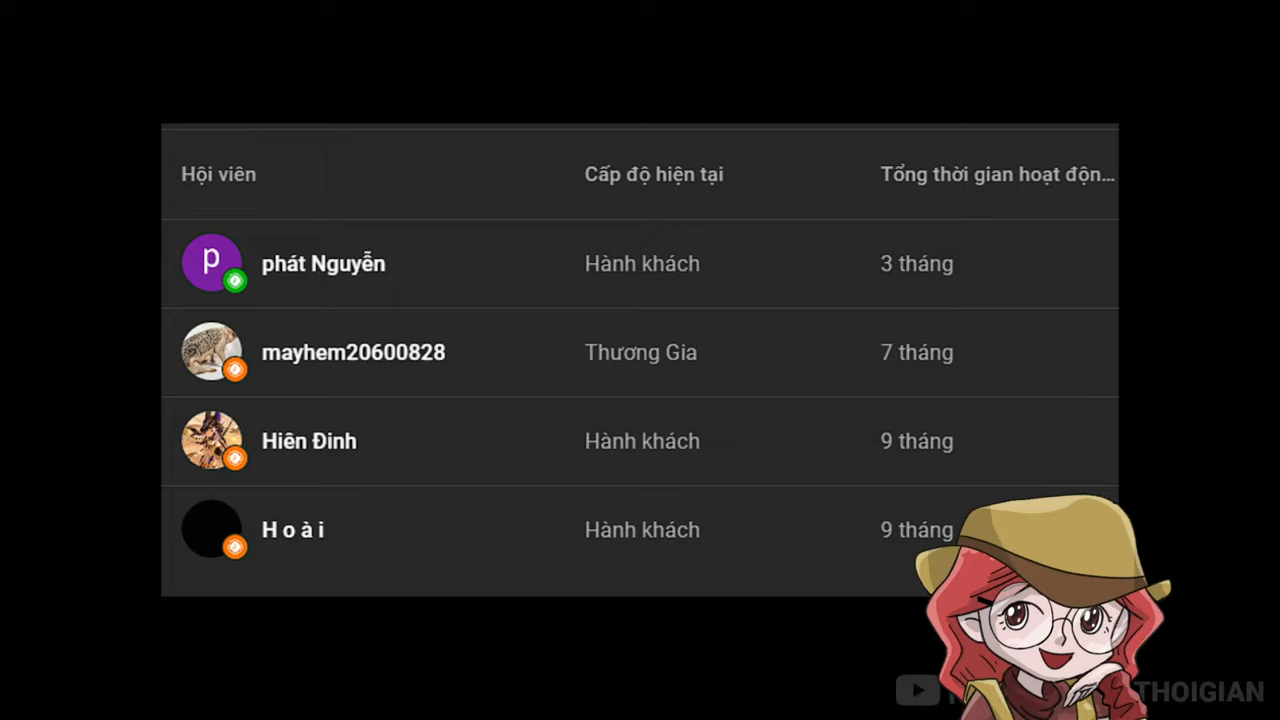 Hội viên Cấp độ hiện tại Tổng thời gian hoạt độn...
p phát Nguyễn Hành khách 3 tháng
mayhem20600828 Thương Gia 7 tháng
Hiên Đinh Hành khách 9 tháng
H o à i Hành khách 9 tháng
THOIGIAN